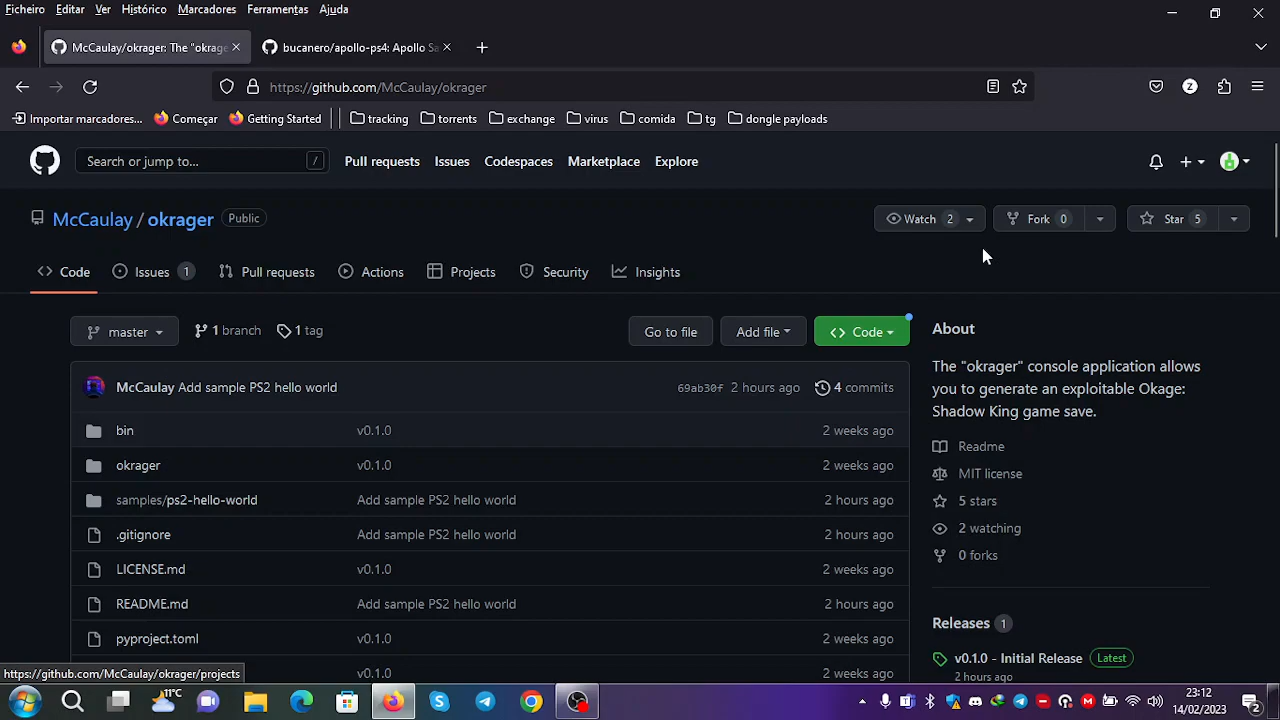 Ficheiro Editar Ver Histórico Marcadores Ferramentas Ajuda
McCaulay/okrager: The "okrage
bucanero/apollo-ps4: Apollo Sa
https://github.com/McCaulay/okrager
Importar marcadores... Começar Getting Started tracking torrents exchange virus comida tg dongle payloads
Search or jump to... / Pull requests Issues Codespaces Marketplace Explore
McCaulay / okrager Public Watch 2 Fork 0 Star 5
Code Issues 1 Pull requests Actions Projects Security Insights
master 1 branch 1 tag Go to file Add file Code
McCaulay Add sample PS2 hello world 69ab30f 2 hours ago 4 commits
bin v0.1.0 2 weeks ago
okrager v0.1.0 2 weeks ago
samples/ps2-hello-world Add sample PS2 hello world 2 hours ago
.gitignore Add sample PS2 hello world 2 hours ago
LICENSE.md v0.1.0 2 weeks ago
README.md Add sample PS2 hello world 2 hours ago
pyproject.toml v0.1.0 2 weeks ago
v0.1.0 2 weeks ago
About
The "okrager" console application allows
you to generate an exploitable Okage:
Shadow King game save.
Readme
MIT license
5 stars
2 watching
0 forks
Releases 1
v0.1.0 - Initial Release Latest
https://github.com/McCaulay/okrager/projects
11°C
23:12
14/02/2023
2